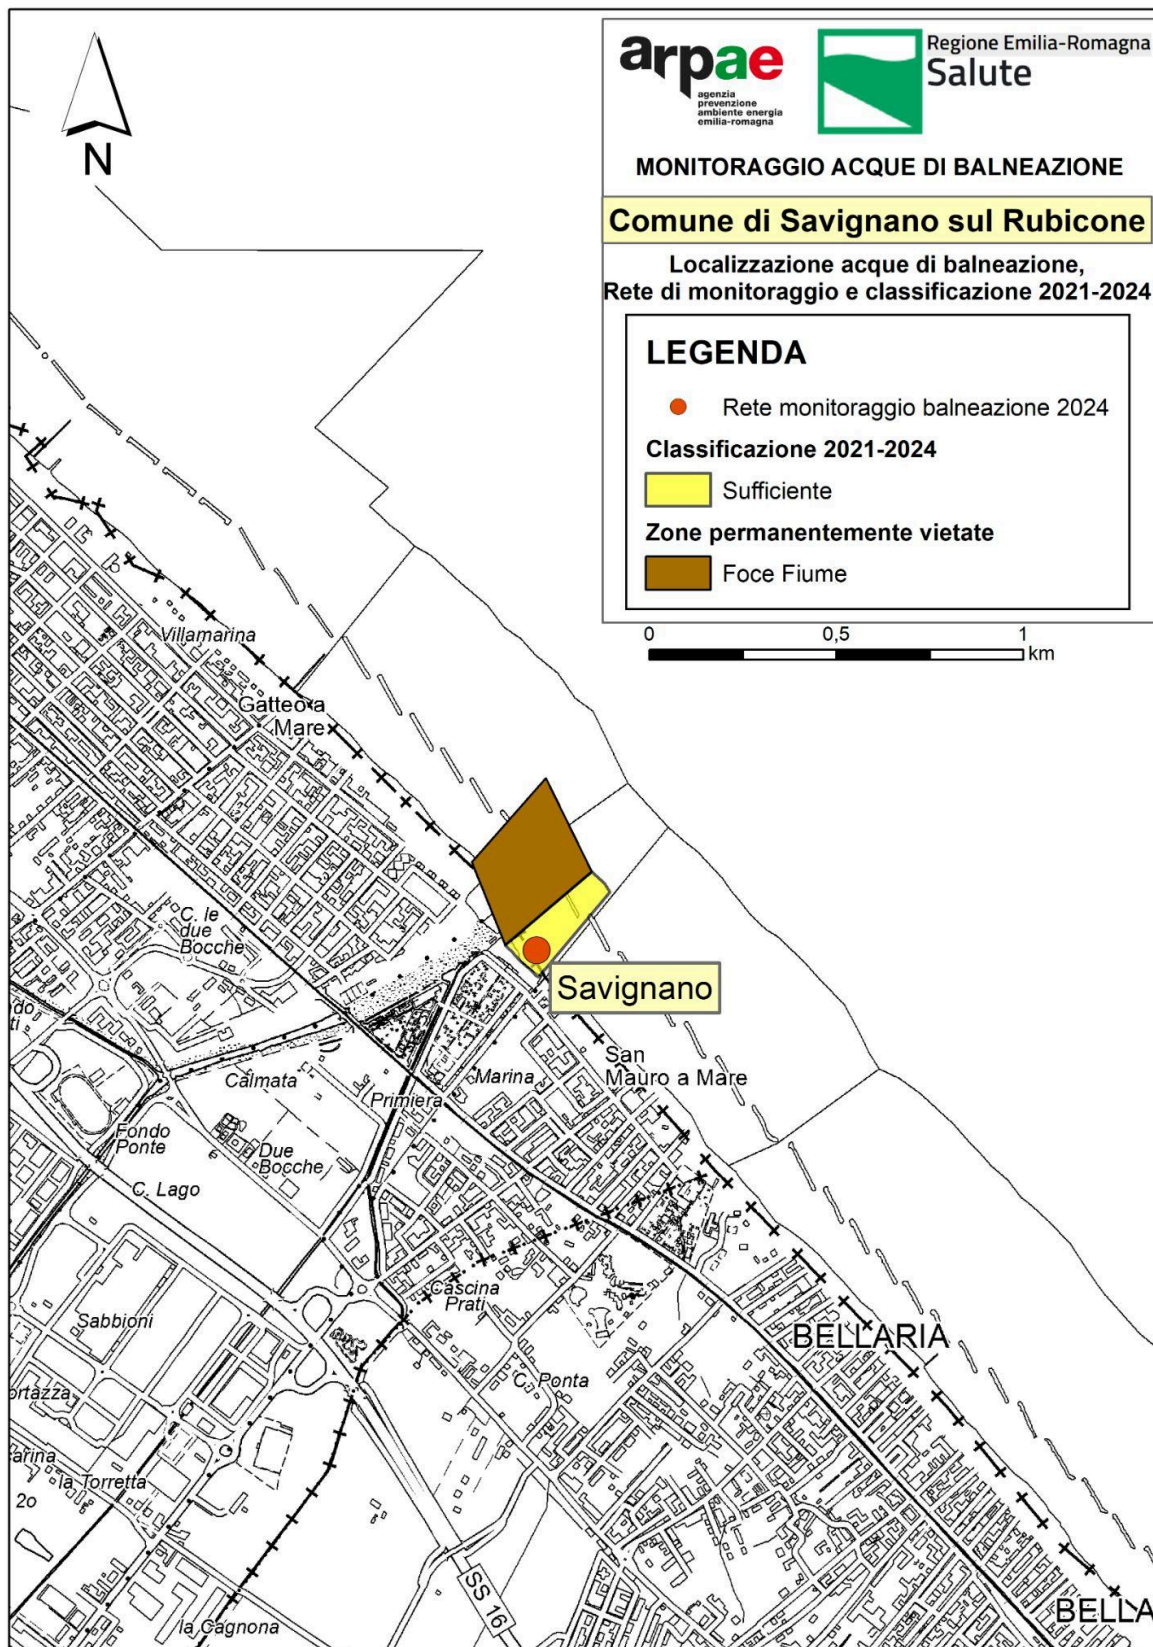 arpae
agenzia
prevenzione
ambiente energia
emilia-romagna
Regione Emilia-Romagna
Salute
MONITORAGGIO ACQUE DI BALNEAZIONE
Comune di Savignano sul Rubicone
Localizzazione acque di balneazione,
Rete di monitoraggio e classificazione 2021-2024
LEGENDA
Rete monitoraggio balneazione 2024
Classificazione 2021-2024
Sufficiente
Zone permanentemente vietate
Foce Fiume
0 0,5 1
km
N
Villamarina
Gatteo a
Mare
C. le
due
Bocche
Savignano
San
Mauro a Mare
Marina
Calmata
Primiera
Fondo
Ponte
Due
Bocche
C. Lago
Cascina
Prati
Sabbioni
BELLARIA
C. Ponta
ortazza
arina
la Torretta
2o
SS 16
la Cagnona
BELLA